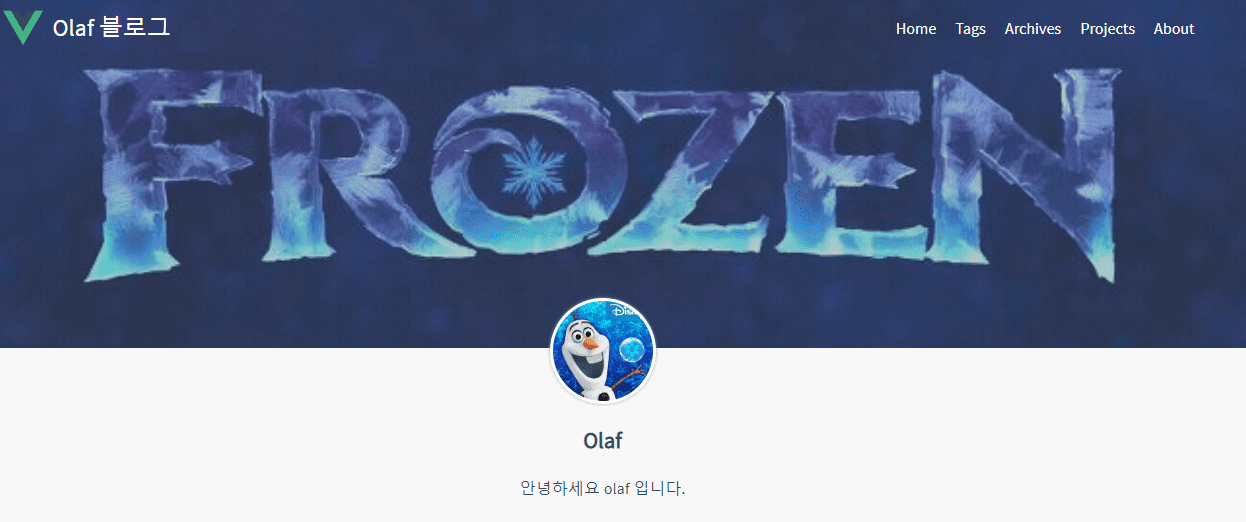 Olaf 블로그
Home Tags Archives Projects About
FROZEN
Disney
Olaf
안녕하세요 olaf 입니다.